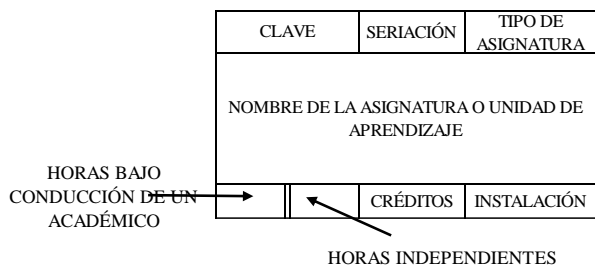 CLAVE
SERIACIÓN
TIPO DE
ASIGNATURA
NOMBRE DE LA ASIGNATURA O UNIDAD DE
APRENDIZAJE
HORAS BAJO
CONDUCCIÓN DE UN
ACADÉMICO
CRÉDITOS
INSTALACIÓN
HORAS INDEPENDIENTES